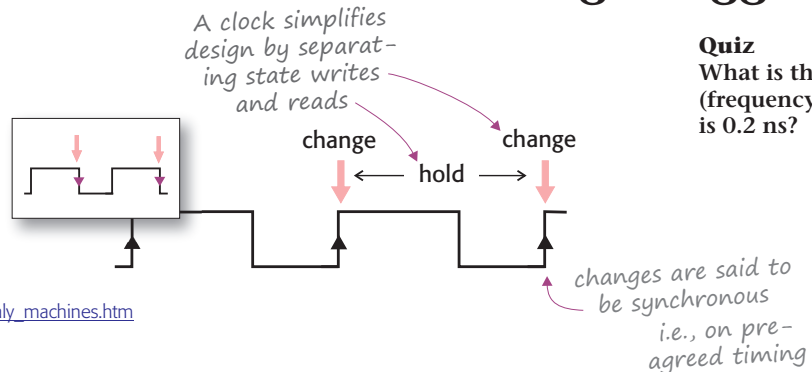 A clock simplifies
design by separat-
ing state writes
and reads
Quiz
What is th
(frequency
is 0.2 ns?
change
change
hold
nly_machines.htm
changes are said to
be synchronous
i.e., on pre-
agreed timing